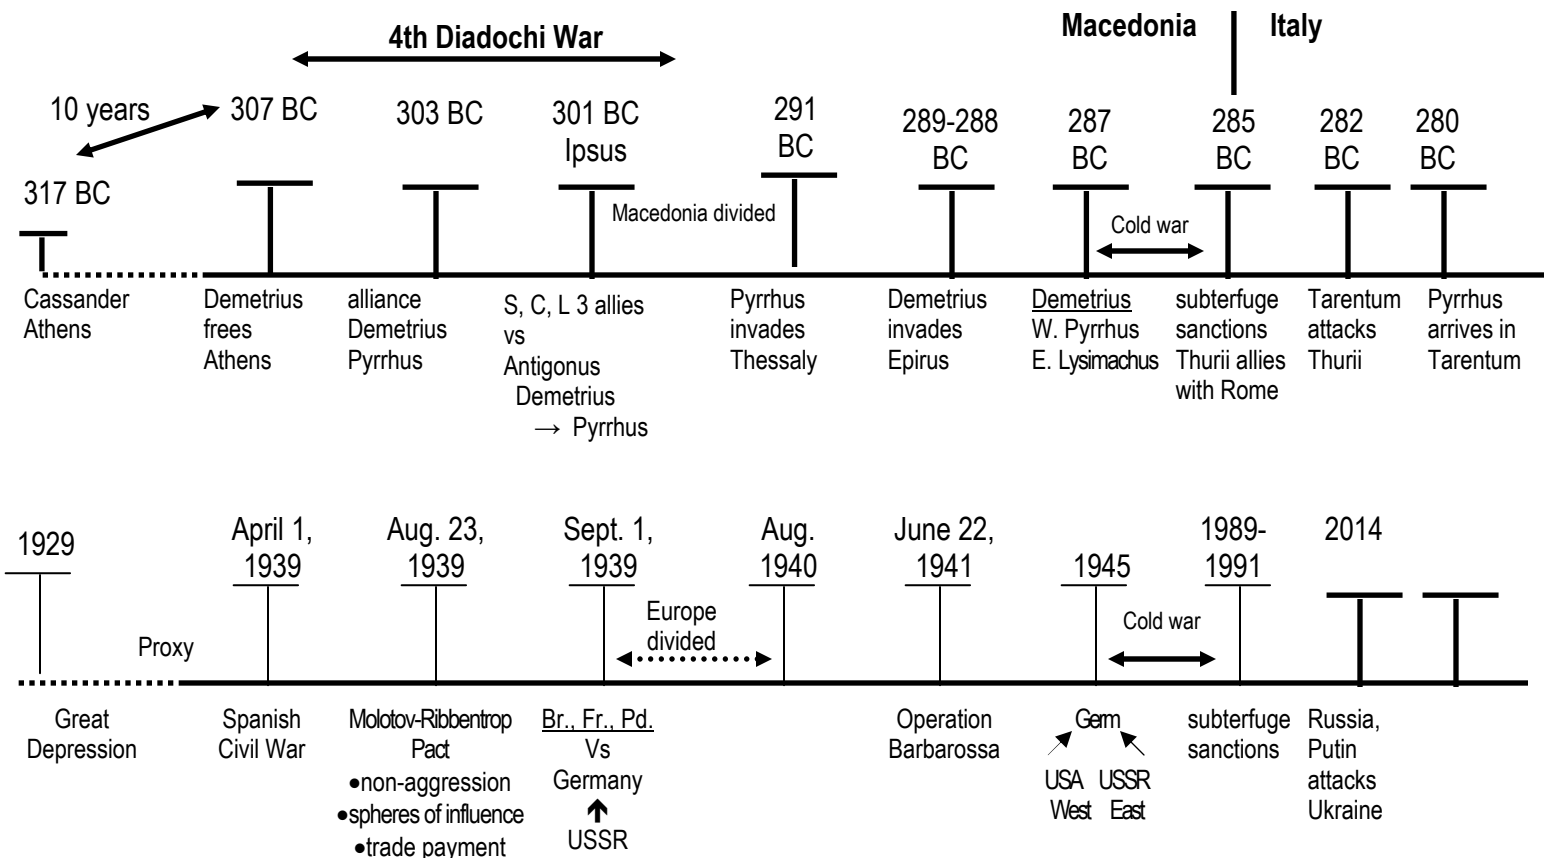 4th Diadochi War
Macedonia Italy
10 years
317 BC
307 BC
303 BC
301 BC
Ipsus
Macedonia divided
291
BC
289-288
BC
287
BC
Cold war
285
BC
282
BC
280
BC
Cassander
Athens
Demetrius
frees
Athens
alliance
Demetrius
Pyrrhus
S, C, L 3 allies
vs
Antigonus
Demetrius
→ Pyrrhus
Pyrrhus
invades
Thessaly
Demetrius
invades
Epirus
Demetrius
W. Pyrrhus
E. Lysimachus
subterfuge
sanctions
Thurii allies
with Rome
Tarentum
attacks
Thurii
Pyrrhus
arrives in
Tarentum
1929
Proxy
April 1,
1939
Aug. 23,
1939
Sept. 1,
1939
Europe
divided
Aug.
1940
June 22,
1941
1945
Cold war
1989-
1991
2014
Great
Depression
Spanish
Civil War
Molotov-Ribbentrop
Pact
•non-aggression
•spheres of influence
•trade payment
Br., Fr., Pd.
Vs
Germany
USSR
Operation
Barbarossa
Germ
USA USSR
West East
subterfuge
sanctions
Russia,
Putin
attacks
Ukraine